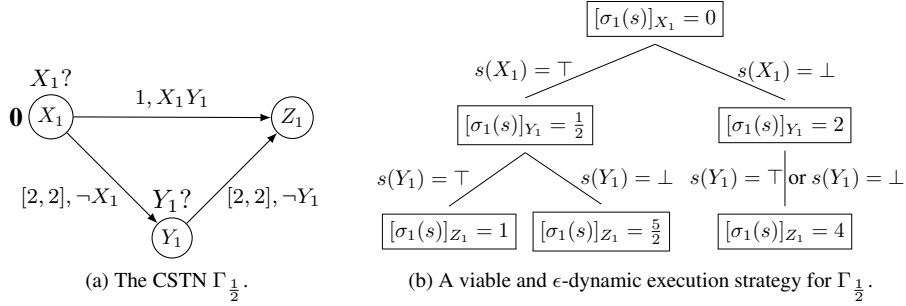 X₁?
0 X₁
1, X₁Y₁
Z₁
[2, 2], ¬X₁
Y₁?
[2, 2], ¬Y₁
Y₁
(a) The CSTN Γ_{1/2}.
[σ₁(s)]_{X₁} = 0
s(X₁) = ⊤
s(X₁) = ⊥
[σ₁(s)]_{Y₁} = 1/2
[σ₁(s)]_{Y₁} = 2
s(Y₁) = ⊤
s(Y₁) = ⊥
s(Y₁) = ⊤ or s(Y₁) = ⊥
[σ₁(s)]_{Z₁} = 1
[σ₁(s)]_{Z₁} = 5/2
[σ₁(s)]_{Z₁} = 4
(b) A viable and ϵ-dynamic execution strategy for Γ_{1/2}.